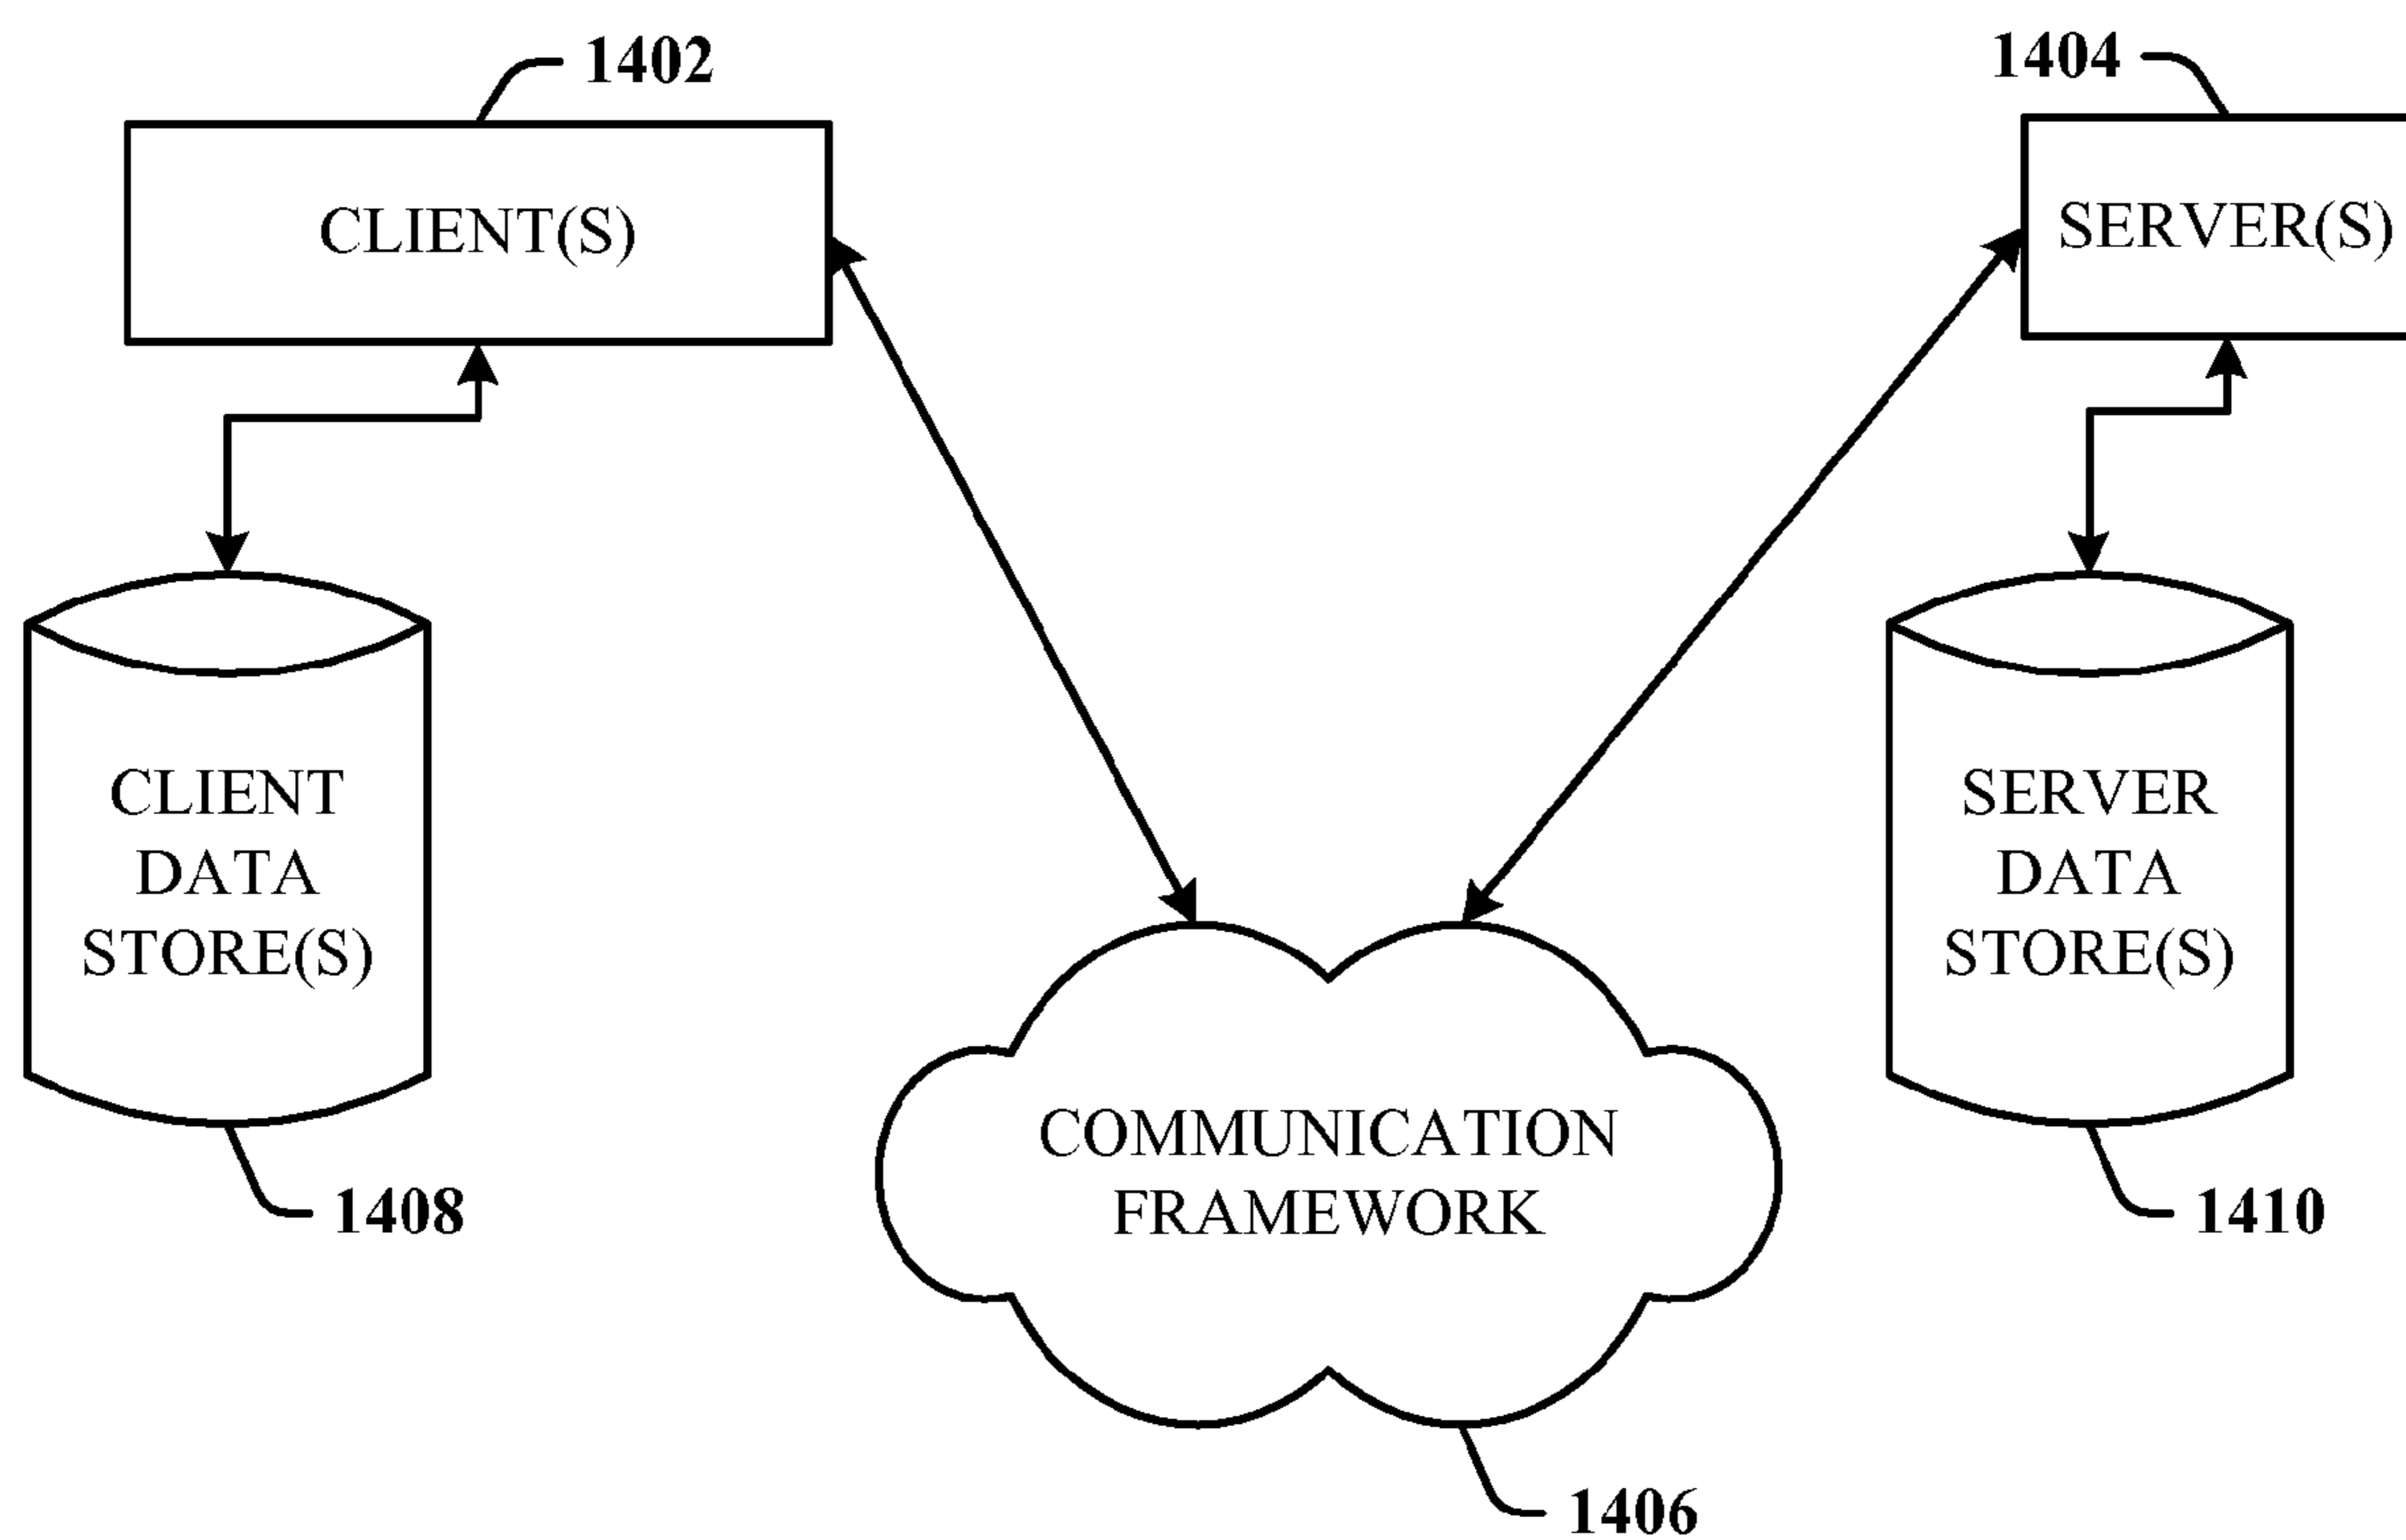 1402
1404
CLIENT(S)
SERVER(S)
CLIENT
DATA
STORE(S)
SERVER
DATA
STORE(S)
COMMUNICATION
FRAMEWORK
1408
1410
1406